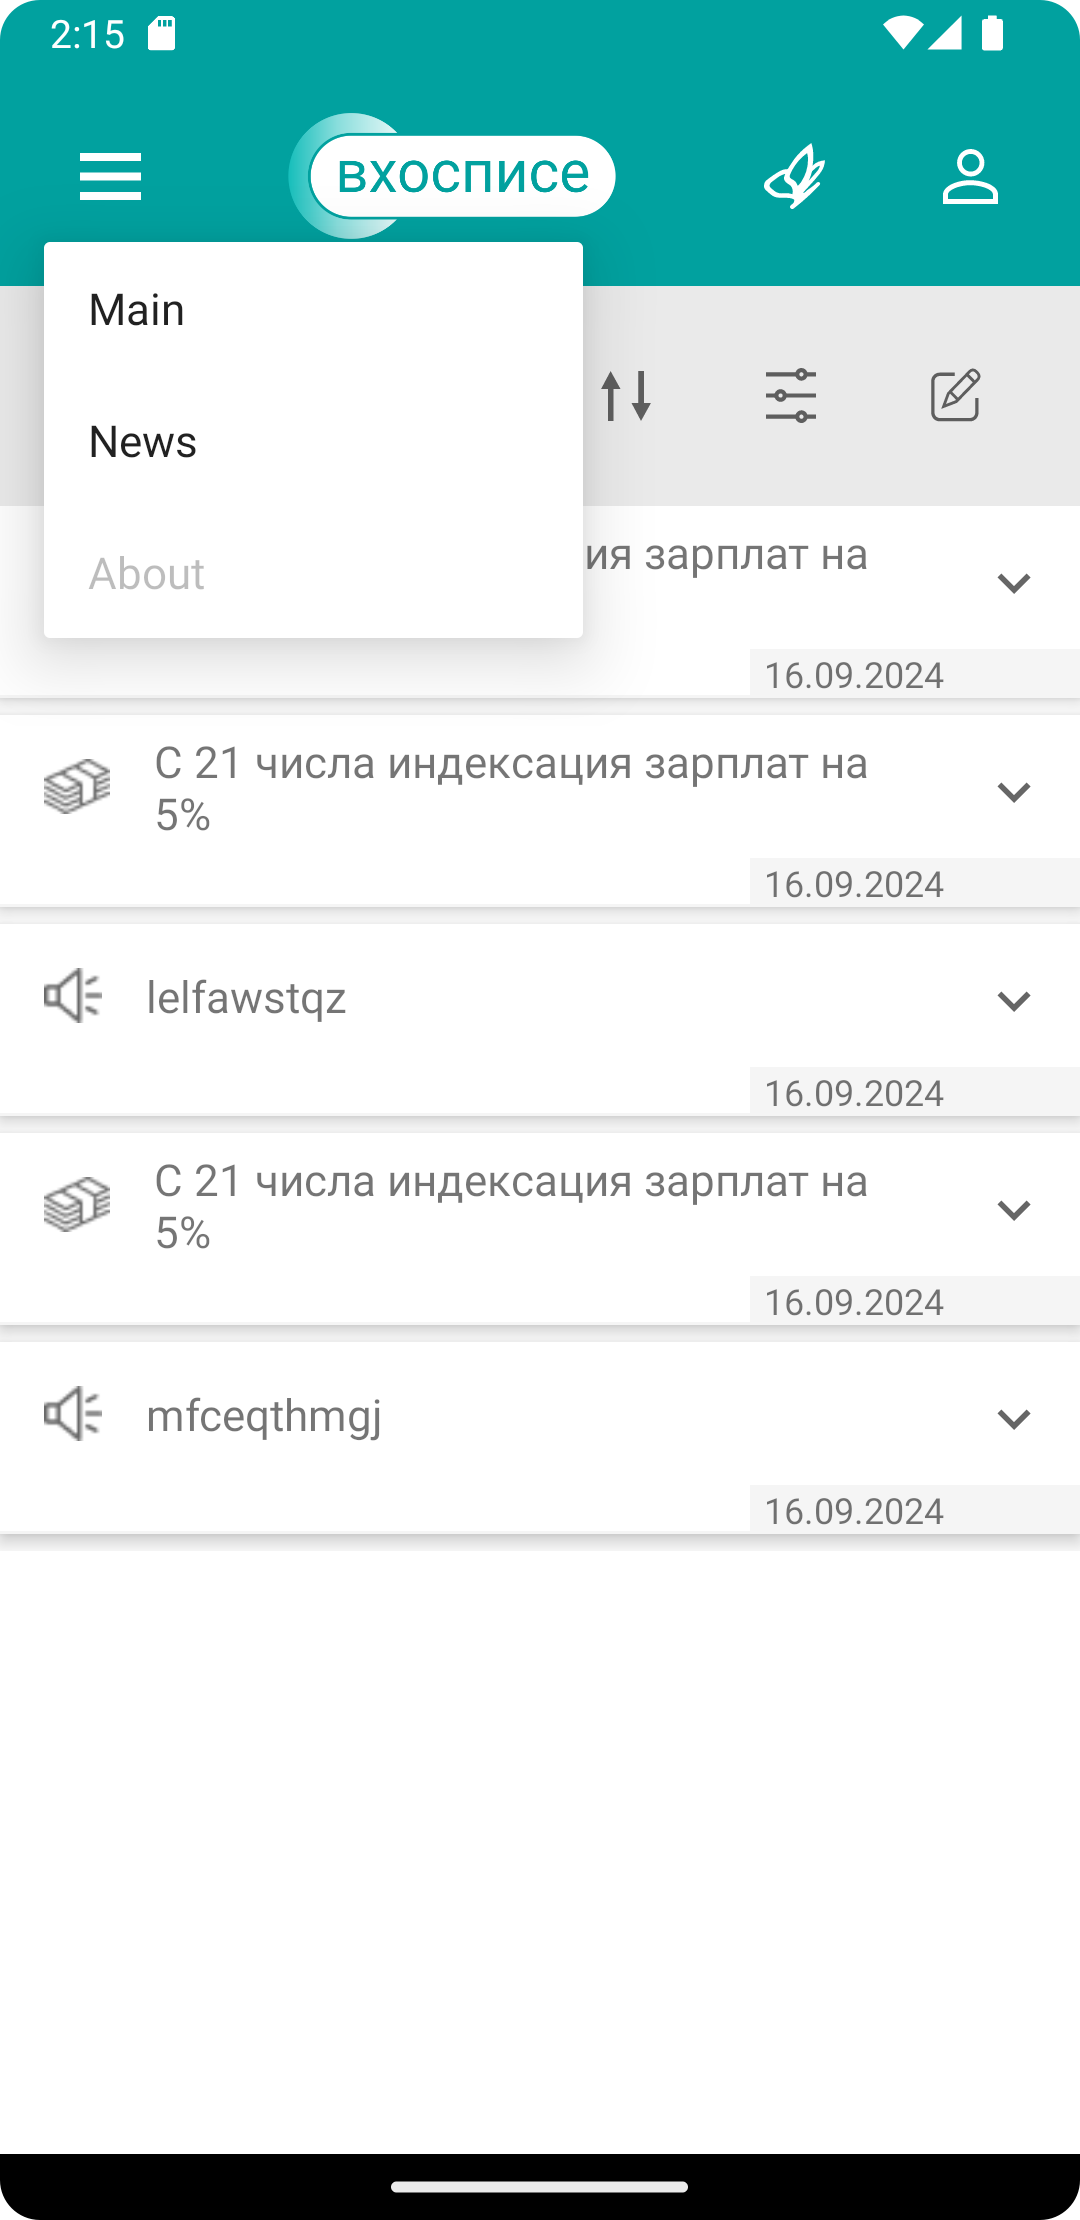 2:15
вхосписе
Main
News
About
ия зарплат на
16.09.2024
С 21 числа индексация зарплат на
5%
16.09.2024
lelfawstqz
16.09.2024
С 21 числа индексация зарплат на
5%
16.09.2024
mfceqthmgj
16.09.2024